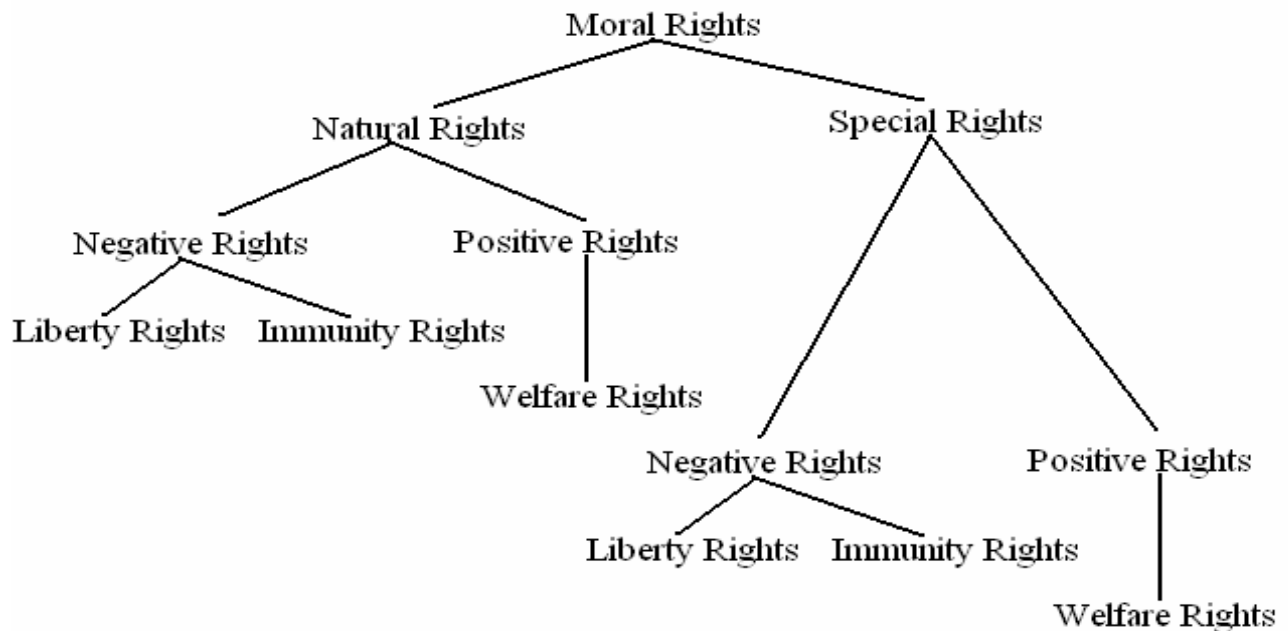 Moral Rights
Natural Rights
Special Rights
Negative Rights
Positive Rights
Liberty Rights
Immunity Rights
Welfare Rights
Negative Rights
Positive Rights
Liberty Rights
Immunity Rights
Welfare Rights